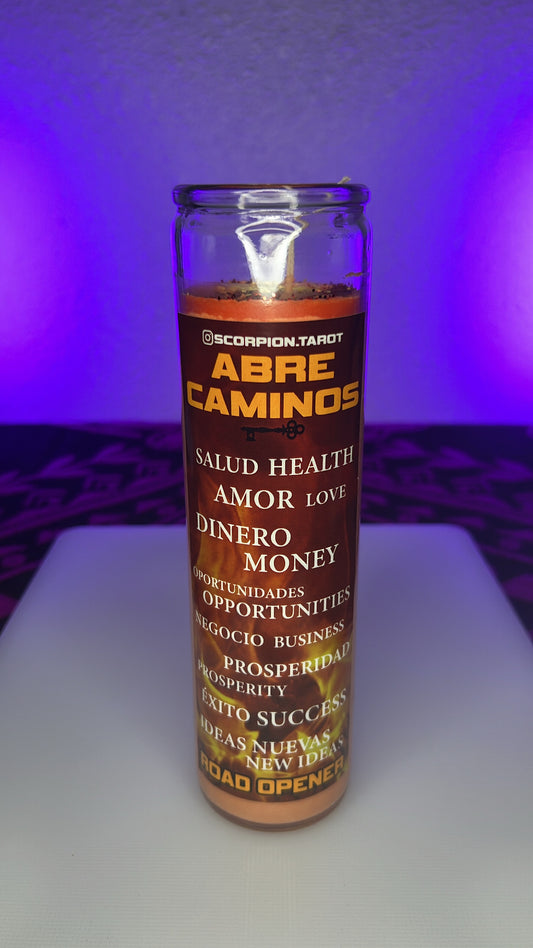 SCORPION.TAROT
ABRE
CAMINOS
SALUD HEALTH
AMOR LOVE
DINERO
MONEY
OPORTUNIDADES
OPPORTUNITIES
NEGOCIO BUSINESS
PROSPERIDAD
PROSPERITY
ÉXITO SUCCESS
IDEAS NUEVAS
NEW IDEAS
ROAD OPENER